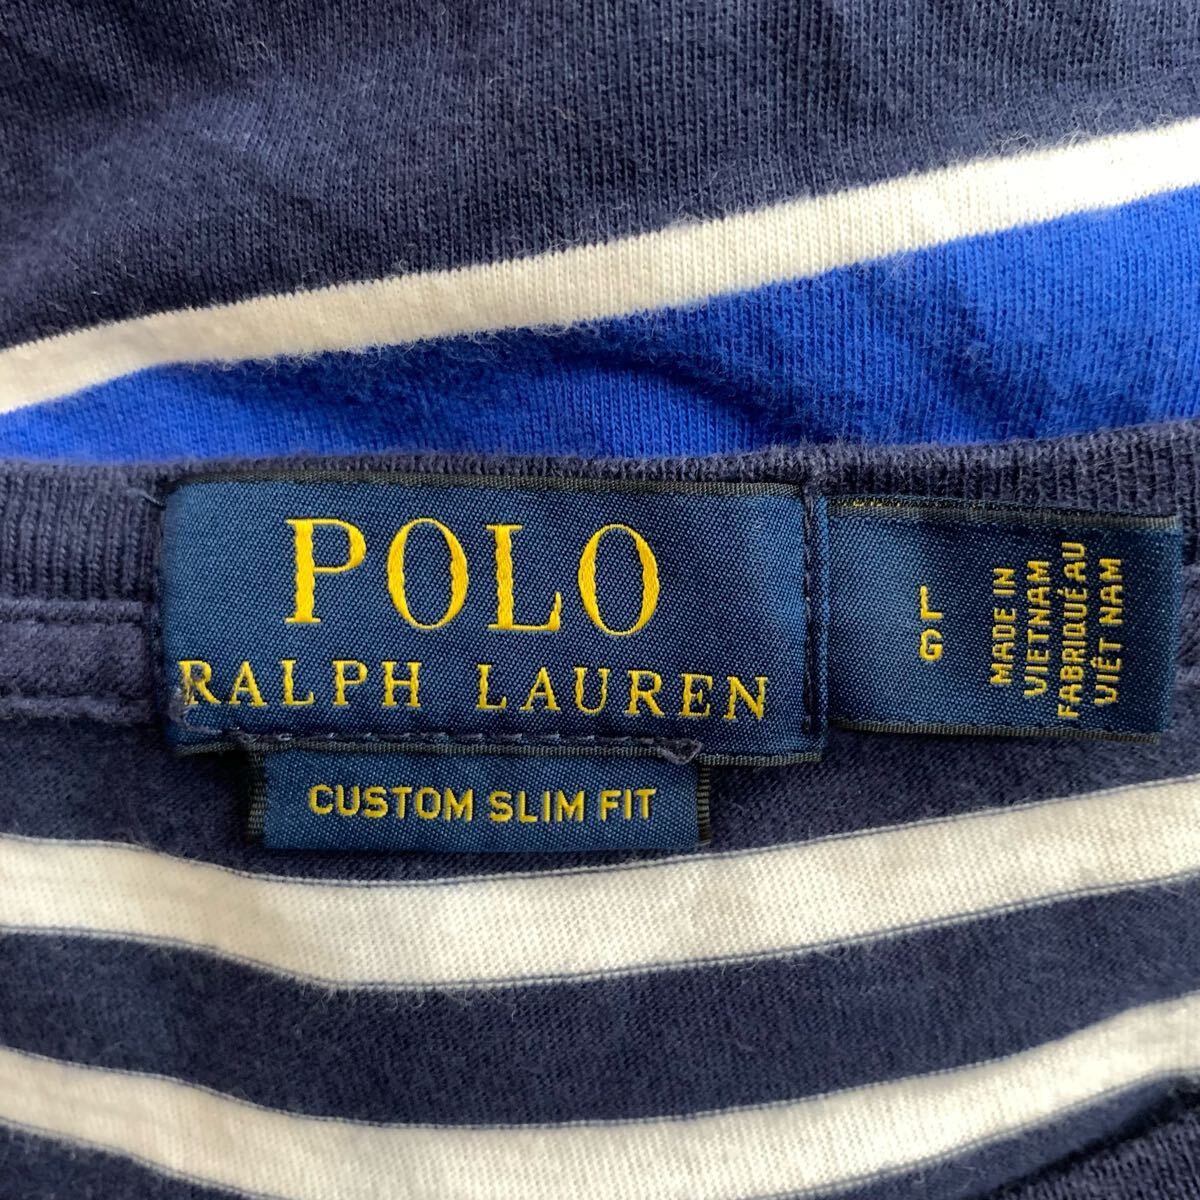 POLO
RALPH LAUREN
CUSTOM SLIM FIT
L
G
MADE IN
VIETNAM
FABRIQUÉ AU
VIÊT NAM